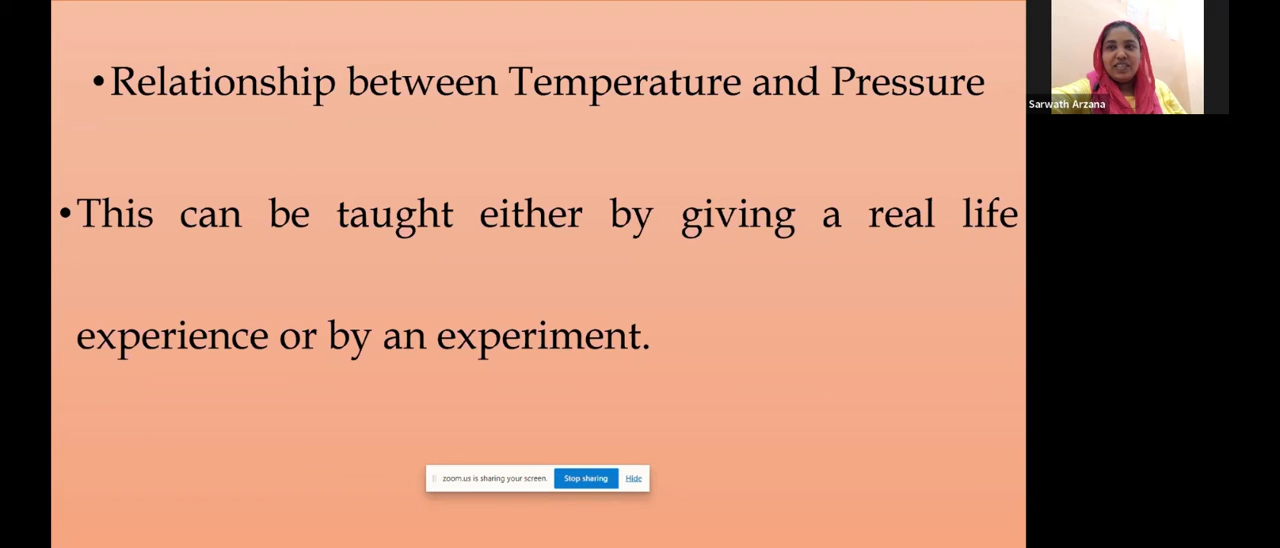 •Relationship between Temperature and Pressure
•This can be taught either by giving a real life
experience or by an experiment.
Sarwath Arzana
zoom.us is sharing your screen. Stop sharing Hide